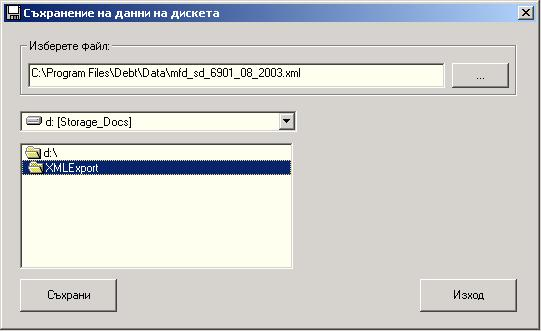 Съхранение на данни на дискета
Изберете файл:
C:\Program Files\Debt\Data\mfd_sd_6901_08_2003.xml
...
d: [Storage_Docs]
d:\
XMLExport
Съхрани
Изход